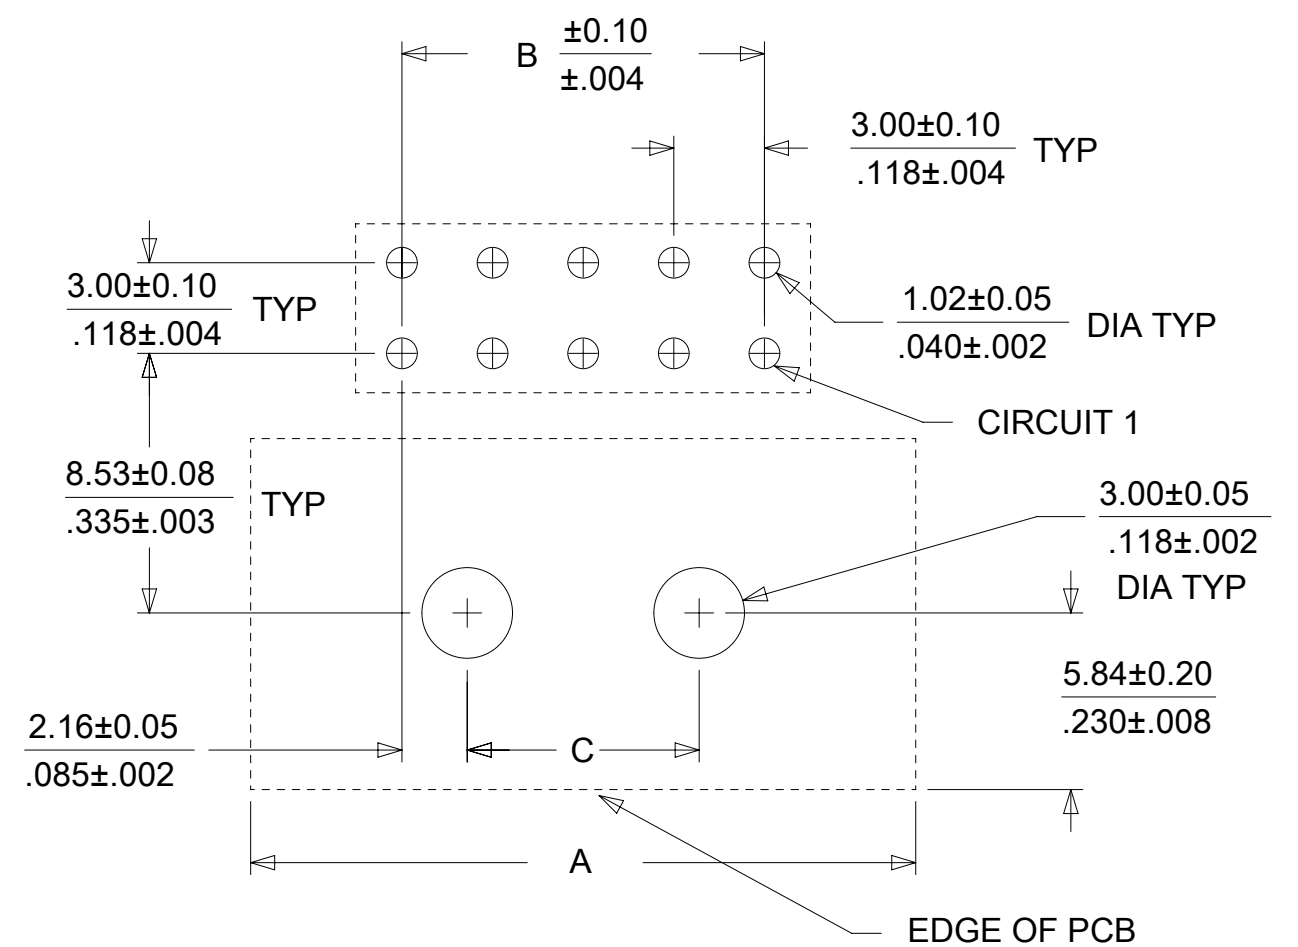 ±0.10
B
±.004
3.00±0.10
TYP
.118±.004
3.00±0.10
TYP
.118±.004
1.02±0.05
DIA TYP
.040±.002
CIRCUIT 1
8.53±0.08
TYP
.335±.003
3.00±0.05
.118±.002
DIA TYP
5.84±0.20
.230±.008
2.16±0.05
.085±.002
C
A
EDGE OF PCB